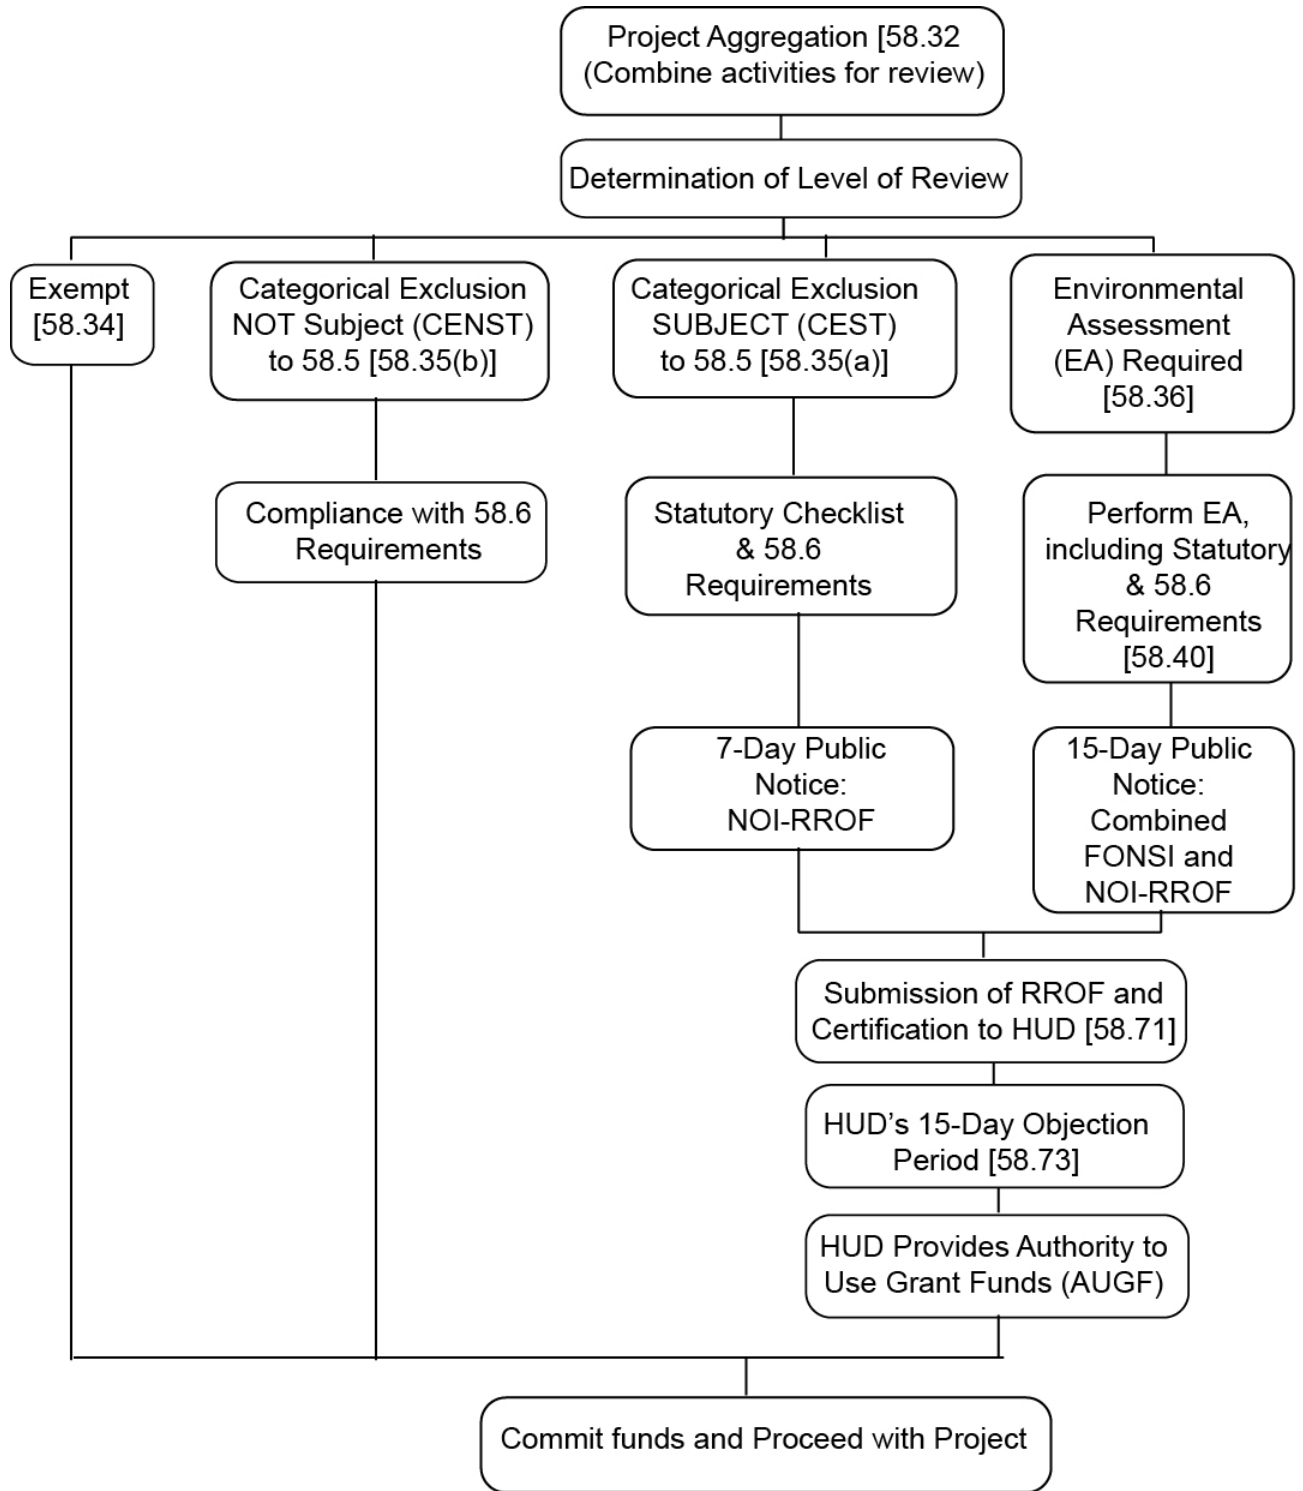 Project Aggregation [58.32
(Combine activities for review)
Determination of Level of Review
Exempt
[58.34]
Categorical Exclusion
NOT Subject (CENST)
to 58.5 [58.35(b)]
Categorical Exclusion
SUBJECT (CEST)
to 58.5 [58.35(a)]
Environmental
Assessment
(EA) Required
[58.36]
Compliance with 58.6
Requirements
Statutory Checklist
& 58.6
Requirements
Perform EA,
including Statutory
& 58.6
Requirements
[58.40]
7-Day Public
Notice:
NOI-RROF
15-Day Public
Notice:
Combined
FONSI and
NOI-RROF
Submission of RROF and
Certification to HUD [58.71]
HUD’s 15-Day Objection
Period [58.73]
HUD Provides Authority to
Use Grant Funds (AUGF)
Commit funds and Proceed with Project